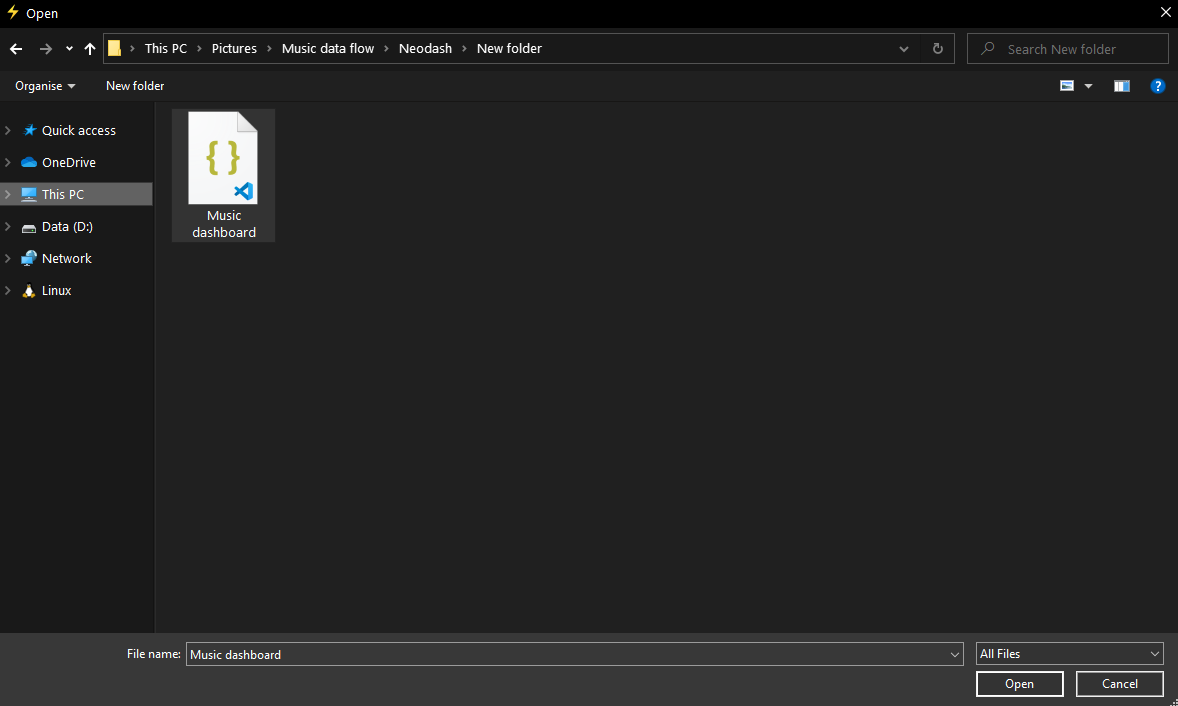 Open
This PC > Pictures > Music data flow > Neodash > New folder
Search New folder
Organise
New folder
Quick access
OneDrive
This PC
Data (D:)
Network
Linux
{ }
Music
dashboard
File name: Music dashboard
All Files
Open
Cancel